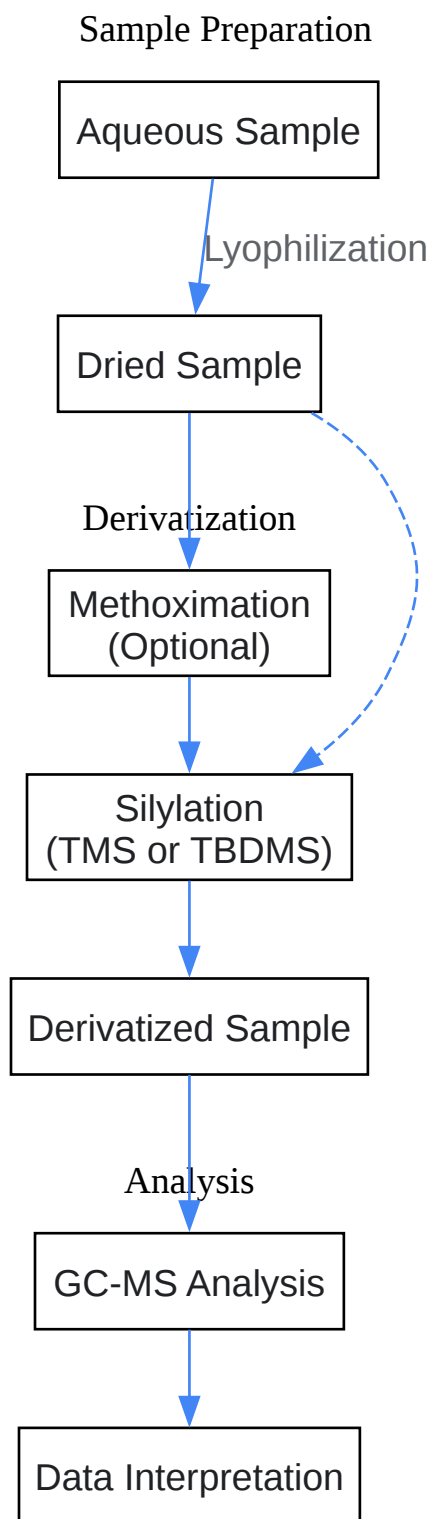 Sample Preparation
Aqueous Sample
Lyophilization
Dried Sample
Derivatization
Methoximation
(Optional)
Silylation
(TMS or TBDMS)
Derivatized Sample
Analysis
GC-MS Analysis
Data Interpretation